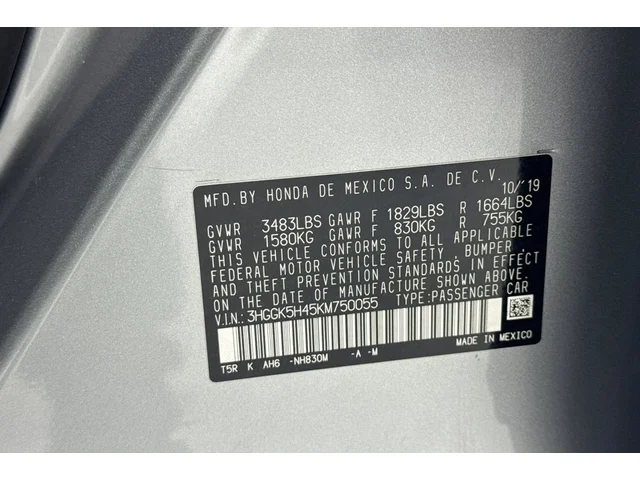 MFD.BY HONDA DE MEXICO S.A. DE C.V. 10/'19
GVWR 3483LBS GAWR F 1829LBS R 1664LBS
GVWR 1580KG GAWR F 830KG R 755KG
THIS VEHICLE CONFORMS TO ALL APPLICABLE
FEDERAL MOTOR VEHICLE SAFETY, BUMPER,
AND THEFT PREVENTION STANDARDS IN EFFECT
ON THE DATE OF MANUFACTURE SHOWN ABOVE.
V.I.N: 3HGGK5H45KM750055 TYPE:PASSENGER CAR
T5R K AH6 -NH830M -A -M MADE IN MEXICO